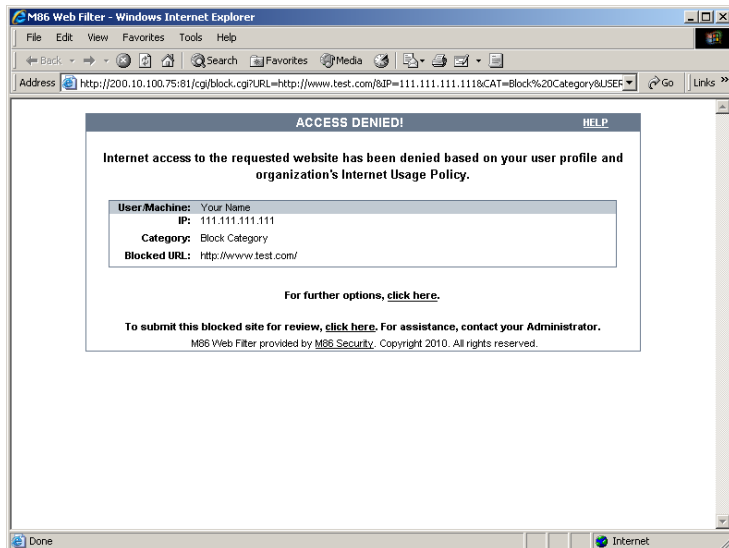 M86 Web Filter - Windows Internet Explorer
File Edit View Favorites Tools Help
Back Search Favorites Media
Address http://200.10.100.75:81/cgi/block.cgi?URL=http://www.test.com/&IP=111.111.111.111&CAT=Block%20Category&USER Go Links »
ACCESS DENIED! HELP
Internet access to the requested website has been denied based on your user profile and
organization's Internet Usage Policy.
User/Machine: Your Name
IP: 111.111.111.111
Category: Block Category
Blocked URL: http://www.test.com/
For further options, click here.
To submit this blocked site for review, click here. For assistance, contact your Administrator.
M86 Web Filter provided by M86 Security. Copyright 2010. All rights reserved.
Done Internet